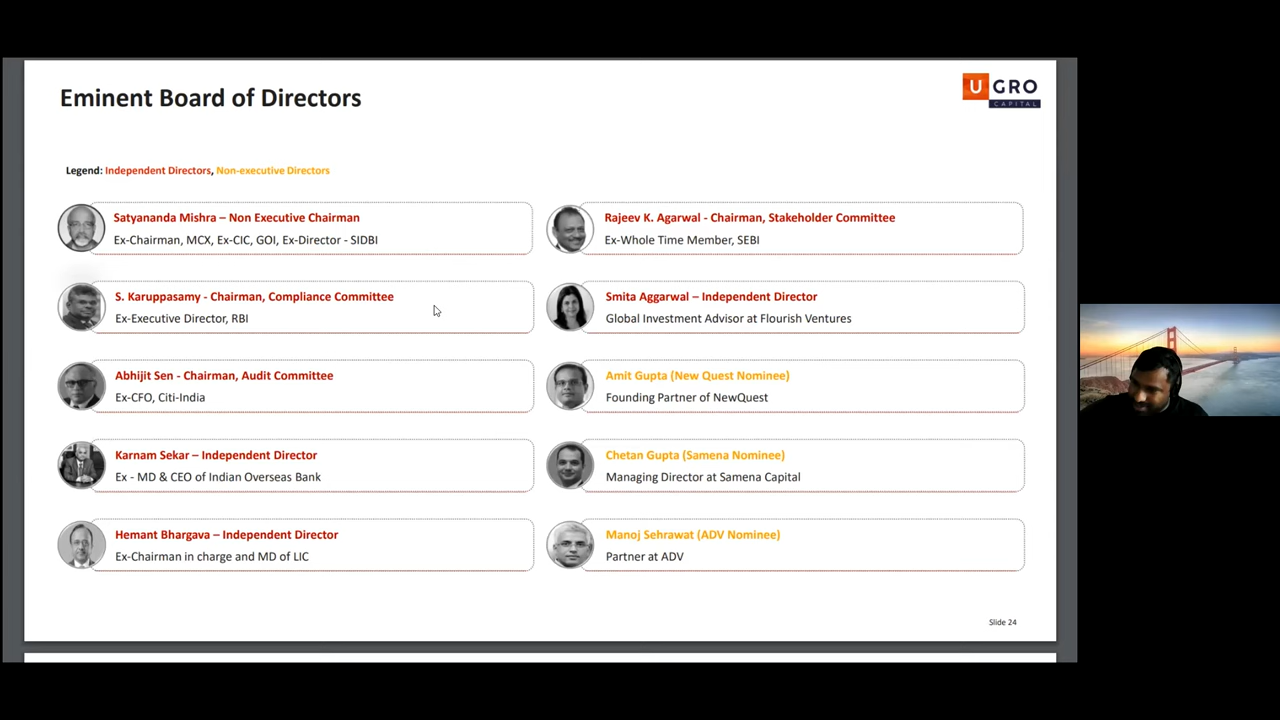 Eminent Board of Directors
U GRO
CAPITAL
Legend: Independent Directors, Non-executive Directors
Satyananda Mishra – Non Executive Chairman
Ex-Chairman, MCX, Ex-CIC, GOI, Ex-Director - SIDBI
Rajeev K. Agarwal - Chairman, Stakeholder Committee
Ex-Whole Time Member, SEBI
S. Karuppasamy - Chairman, Compliance Committee
Ex-Executive Director, RBI
Smita Aggarwal – Independent Director
Global Investment Advisor at Flourish Ventures
Abhijit Sen - Chairman, Audit Committee
Ex-CFO, Citi-India
Amit Gupta (New Quest Nominee)
Founding Partner of NewQuest
Karnam Sekar – Independent Director
Ex - MD & CEO of Indian Overseas Bank
Chetan Gupta (Samena Nominee)
Managing Director at Samena Capital
Hemant Bhargava – Independent Director
Ex-Chairman in charge and MD of LIC
Manoj Sehrawat (ADV Nominee)
Partner at ADV
Slide 24